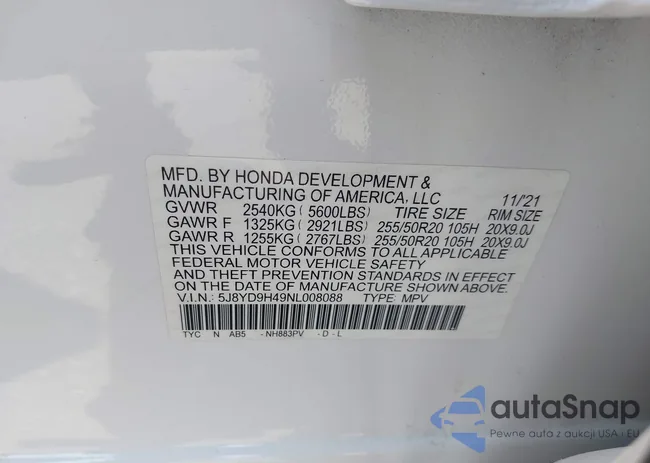 MFD. BY HONDA DEVELOPMENT &
MANUFACTURING OF AMERICA, LLC 11/'21
GVWR 2540KG ( 5600LBS) TIRE SIZE RIM SIZE
GAWR F 1325KG ( 2921LBS) 255/50R20 105H 20X9.0J
GAWR R 1255KG ( 2767LBS) 255/50R20 105H 20X9.0J
THIS VEHICLE CONFORMS TO ALL APPLICABLE
FEDERAL MOTOR VEHICLE SAFETY
AND THEFT PREVENTION STANDARDS IN EFFECT
ON THE DATE OF MANUFACTURE SHOWN ABOVE.
V.I.N.: 5J8YD9H49NL008088 TYPE: MPV
TYC N AB5 - NH883PV - D - L
autaSnap
Pewne auto z aukcji USA i EU